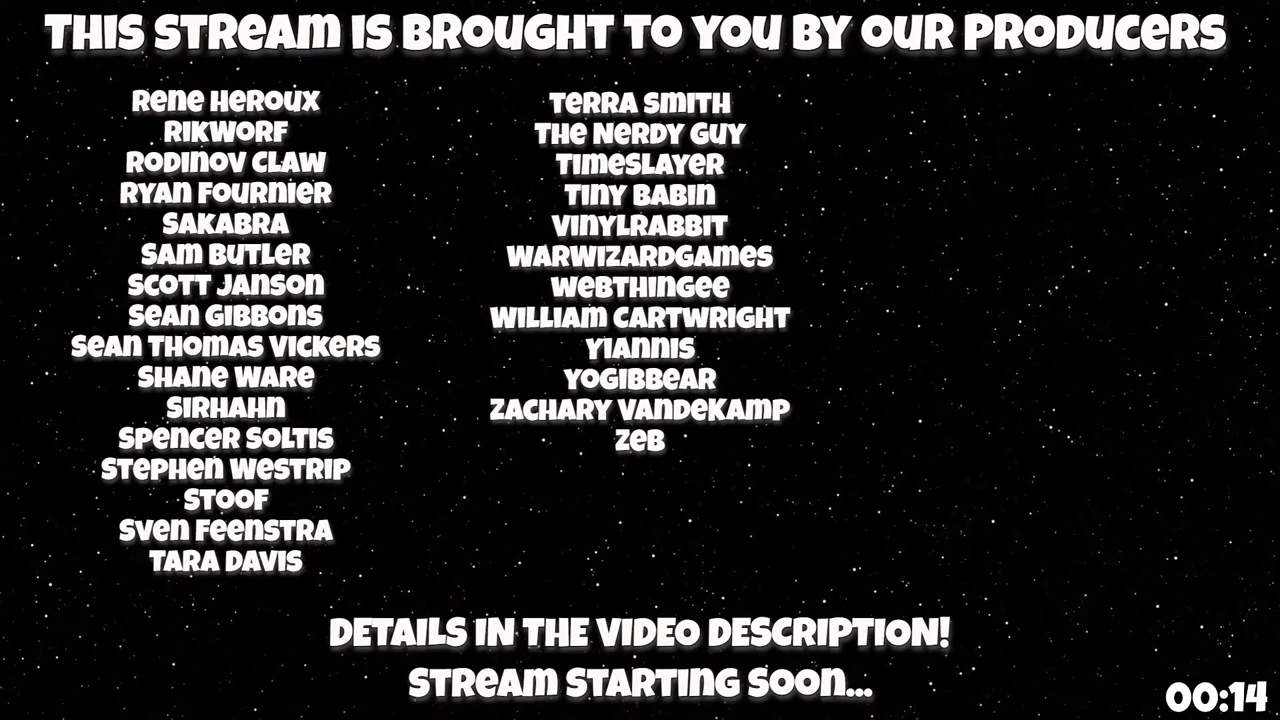 THIS STREAM IS BROUGHT TO YOU BY OUR PRODUCERS
RENE HEROUX
RIKWORF
RODINOV CLAW
RYAN FOURNIER
SAKABRA
SAM BUTLER
SCOTT JANSON
SEAN GIBBONS
SEAN THOMAS VICKERS
SHANE WARE
SIRHAHN
SPENCER SOLTIS
STEPHEN WESTRIP
STOOF
SVEN FEENSTRA
TARA DAVIS
TERRA SMITH
THE NERDY GUY
TIMESLAYER
TINY BABIN
VINYLRABBIT
WARWIZARDGAMES
WEBTHINGEE
WILLIAM CARTWRIGHT
YIANNIS
YOGIBBEAR
ZACHARY VANDEKAMP
ZEB
DETAILS IN THE VIDEO DESCRIPTION!
STREAM STARTING SOON...
00:14